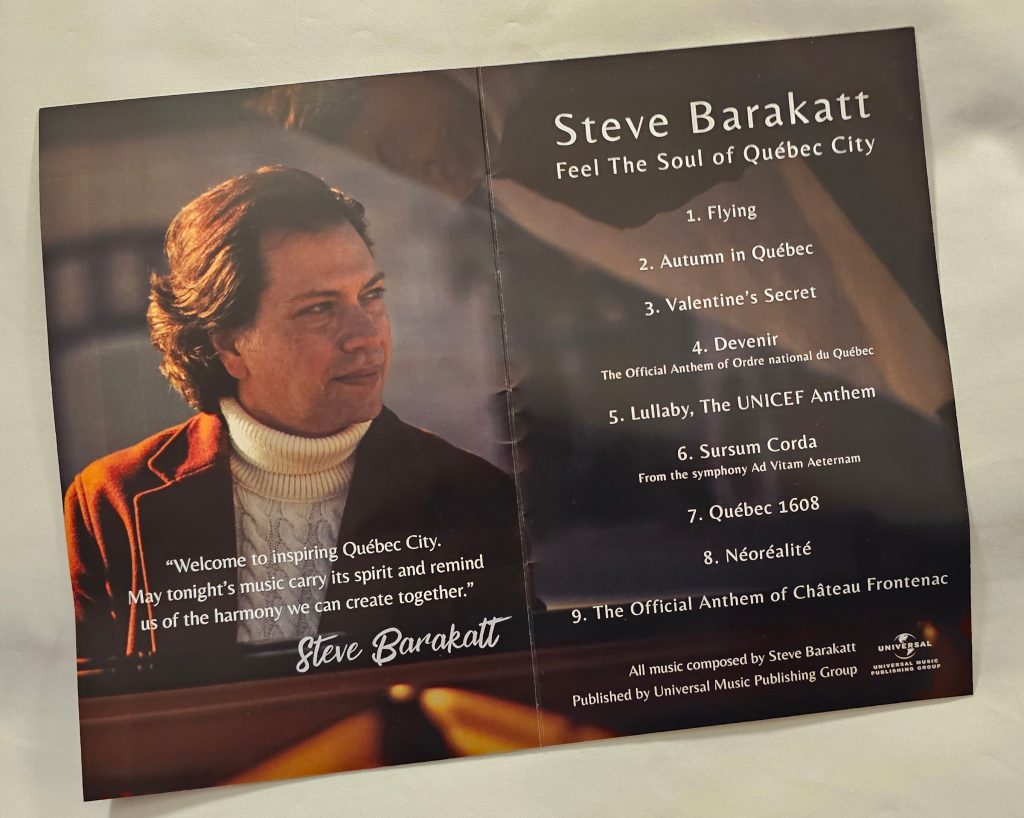 “Welcome to inspiring Québec City.
May tonight’s music carry its spirit and remind
us of the harmony we can create together.”
Steve Barakatt
Steve Barakatt
Feel The Soul of Québec City
1. Flying
2. Autumn in Québec
3. Valentine’s Secret
4. Devenir
The Official Anthem of Ordre national du Québec
5. Lullaby, The UNICEF Anthem
6. Sursum Corda
From the symphony Ad Vitam Aeternam
7. Québec 1608
8. Néoréalité
9. The Official Anthem of Château Frontenac
All music composed by Steve Barakatt
Published by Universal Music Publishing Group
UNIVERSAL
UNIVERSAL MUSIC
PUBLISHING GROUP